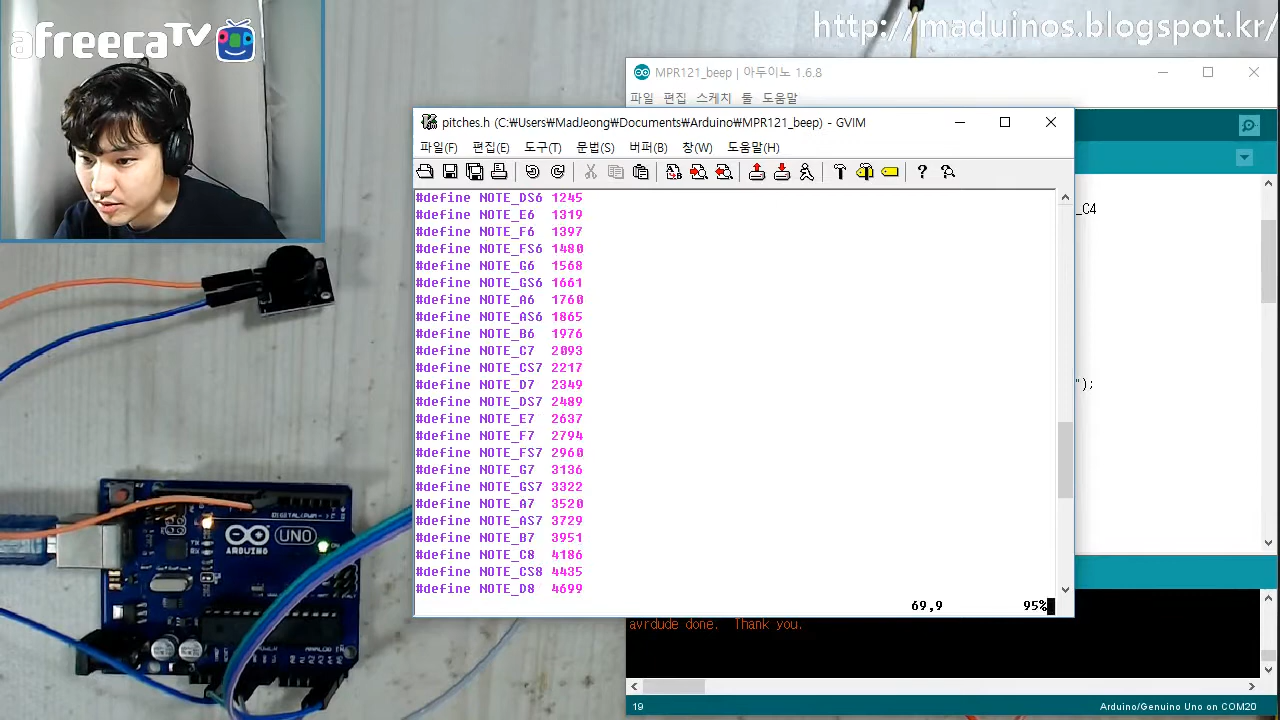 afreecaTV
http://maduinos.blogspot.kr/
MPR121_beep | 아두이노 1.6.8
파일 편집 스케치 툴 도움말
pitches.h (C:\Users\MadJeong\Documents\Arduino\MPR121_beep) - GVIM
파일(F) 편집(E) 도구(T) 문법(S) 버퍼(B) 창(W) 도움말(H)
#define NOTE_DS6 1245
#define NOTE_E6 1319
#define NOTE_F6 1397
#define NOTE_FS6 1480
#define NOTE_G6 1568
#define NOTE_GS6 1661
#define NOTE_A6 1760
#define NOTE_AS6 1865
#define NOTE_B6 1976
#define NOTE_C7 2093
#define NOTE_CS7 2217
#define NOTE_D7 2349
#define NOTE_DS7 2489
#define NOTE_E7 2637
#define NOTE_F7 2794
#define NOTE_FS7 2960
#define NOTE_G7 3136
#define NOTE_GS7 3322
#define NOTE_A7 3520
#define NOTE_AS7 3729
#define NOTE_B7 3951
#define NOTE_C8 4186
#define NOTE_CS8 4435
#define NOTE_D8 4699
69,9 95%
_C4
");
avrdude done. Thank you.
19 Arduino/Genuino Uno on COM20
UNO
ARDUINO